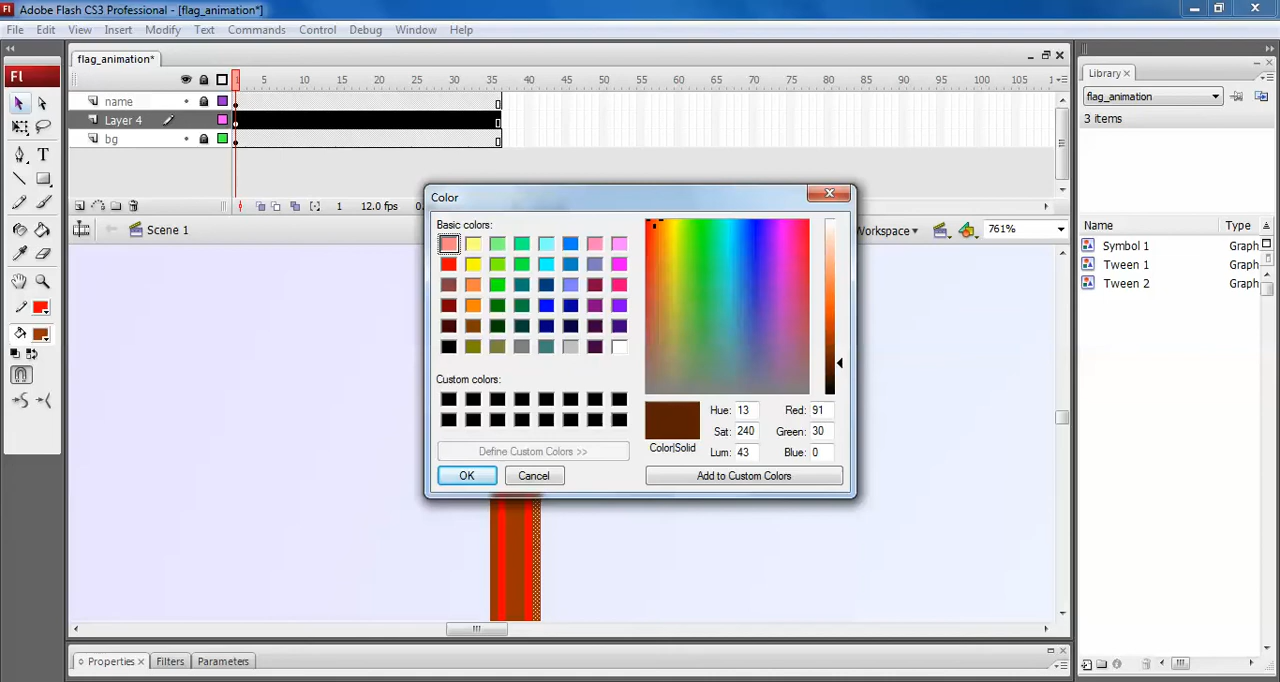 Adobe Flash CS3 Professional - [flag_animation*]
File Edit View Insert Modify Text Commands Control Debug Window Help
flag_animation*
Fl
1 5 10 15 20 25 30 35 40 45 50 55 60 65 70 75 80 85 90 95 100 105
name
Layer 4
bg
1 12.0 fps
Scene 1
Workspace
761%
Color
Basic colors:
Custom colors:
Define Custom Colors >>
OK Cancel
Color|Solid
Hue: 13 Red: 91
Sat: 240 Green: 30
Lum: 43 Blue: 0
Add to Custom Colors
Library
flag_animation
3 items
Name Type
Symbol 1 Graph
Tween 1 Graph
Tween 2 Graph
Properties Filters Parameters